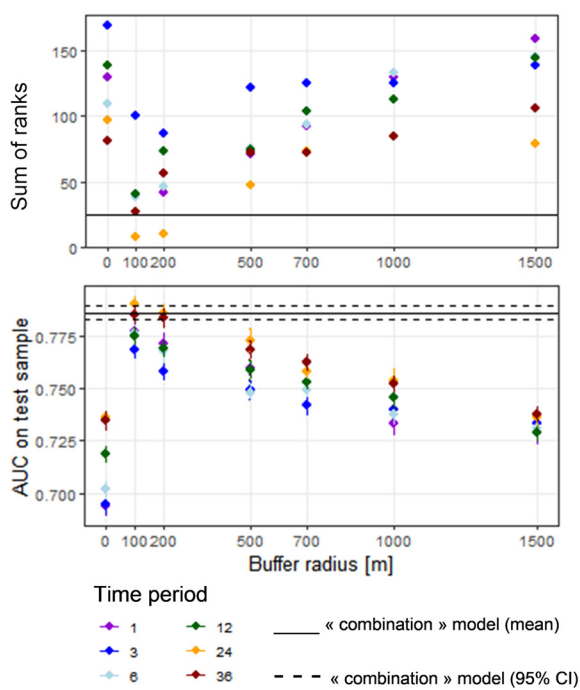 Sum of ranks
150
100
50
0
0 100 200 500 700 1000 1500
AUC on test sample
0.775
0.750
0.725
0.700
0 100 200 500 700 1000 1500
Buffer radius [m]
Time period
1 12 « combination » model (mean)
3 24
6 36 « combination » model (95% CI)